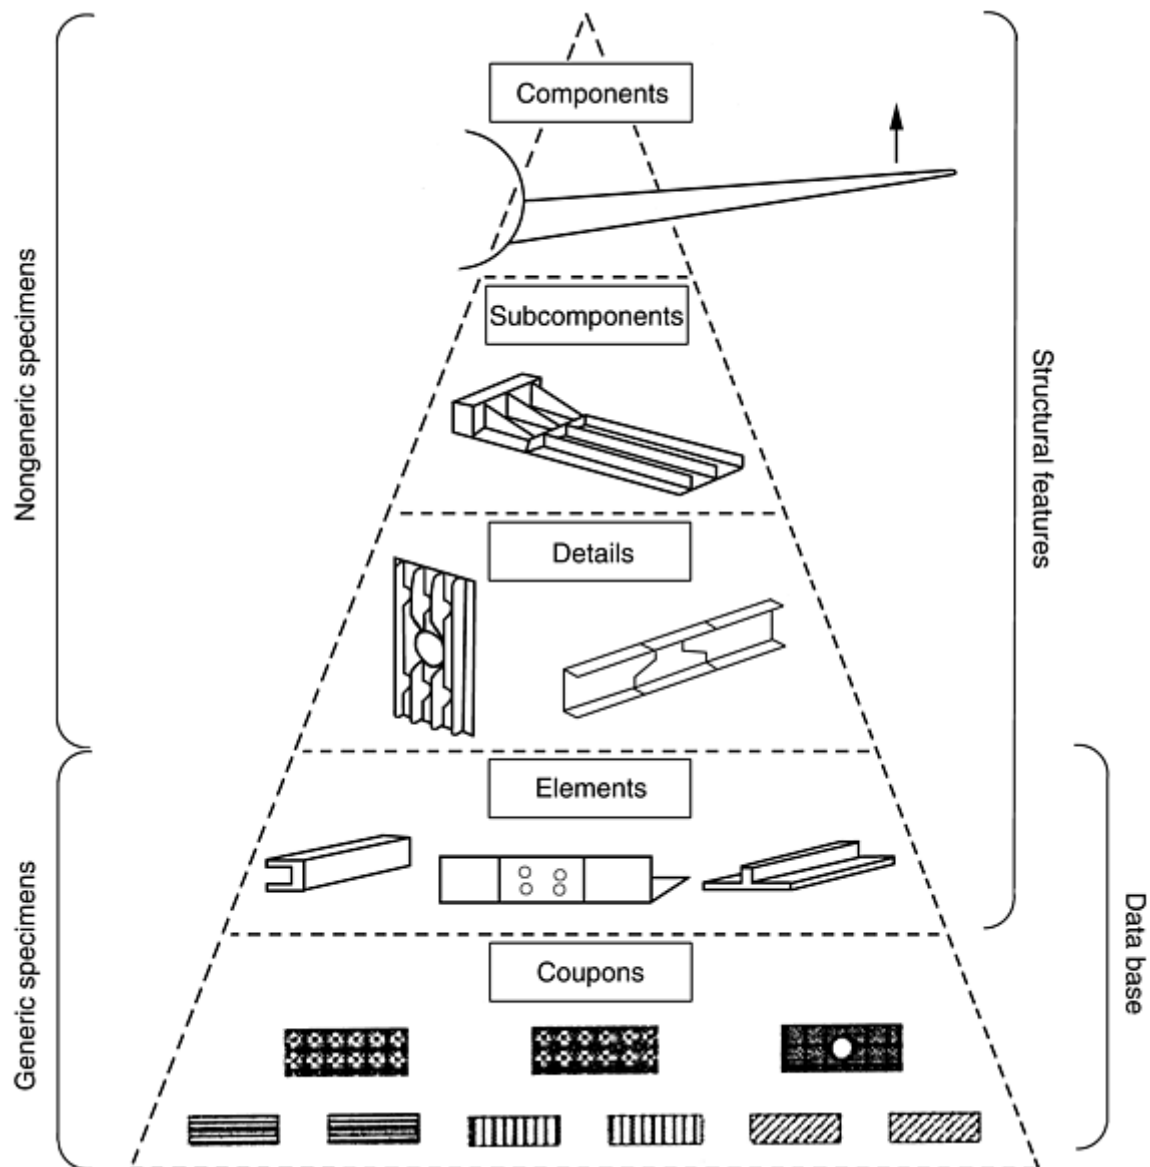 Components
Subcomponents
Details
Elements
Coupons
Nongeneric specimens
Generic specimens
Structural features
Data base